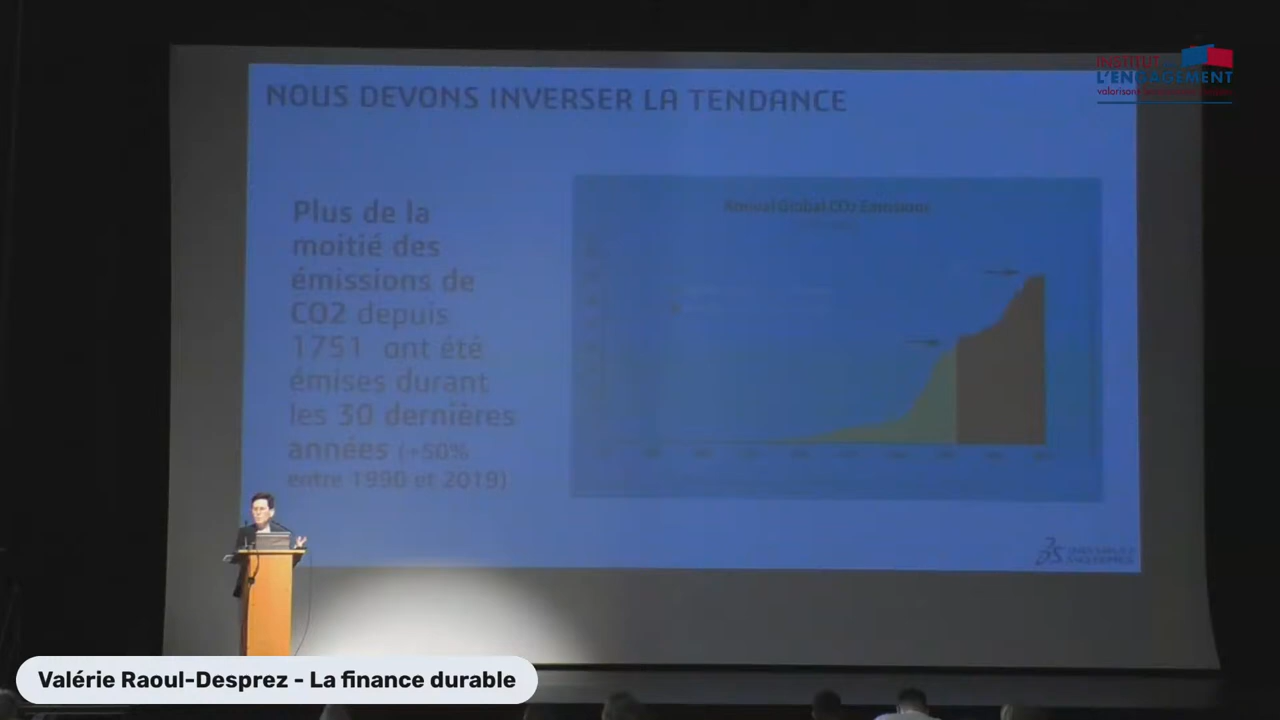 INSTITUT DE
L'ENGAGEMENT
NOUS DEVONS INVERSER LA TENDANCE
Plus de la
moitié des
émissions de
CO2 depuis
1751 ont été
émises durant
les 30 dernières
années (+50%
entre 1990 et 2019)
Annual Global CO₂ Emissions
Valérie Raoul-Desprez - La finance durable